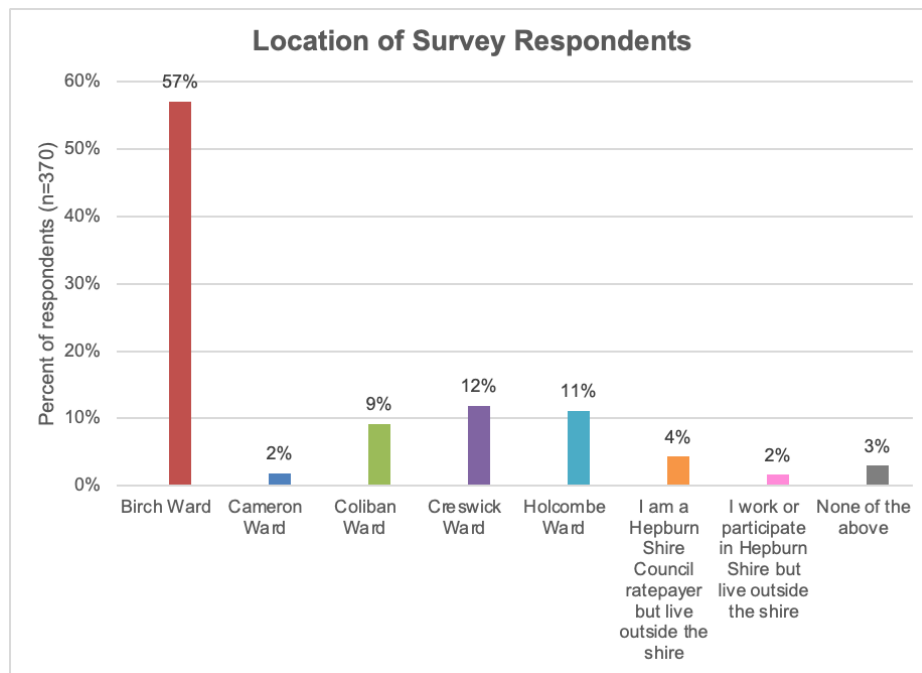 Location of Survey Respondents
Percent of respondents (n=370)
60%
50%
40%
30%
20%
10%
0%
57%
2%
9%
12%
11%
4%
2%
3%
Birch Ward
Cameron
Ward
Coliban
Ward
Creswick
Ward
Holcombe
Ward
I am a
Hepburn
Shire
Council
ratepayer
but live
outside the
shire
I work or
participate
in Hepburn
Shire but
live outside
the shire
None of the
above